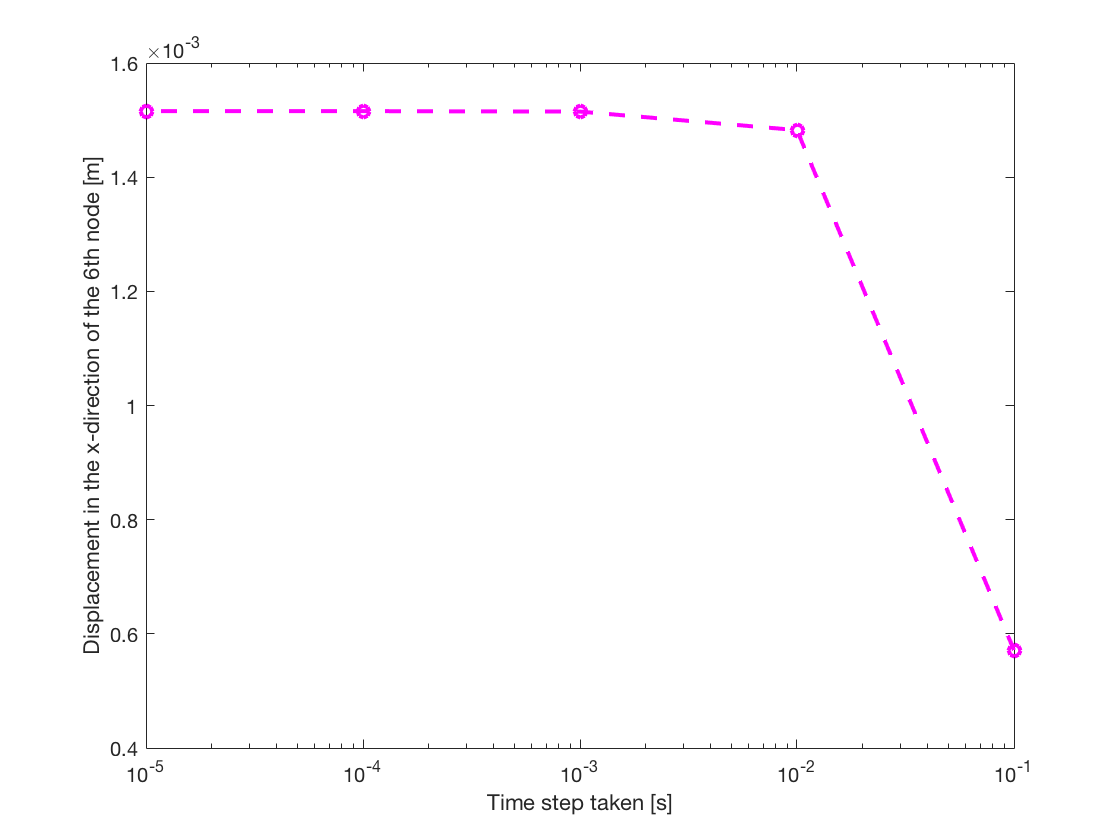 ×10-3
1.6
1.4
1.2
1
0.8
0.6
0.4
Displacement in the x-direction of the 6th node [m]
10-5 10-4 10-3 10-2 10-1
Time step taken [s]